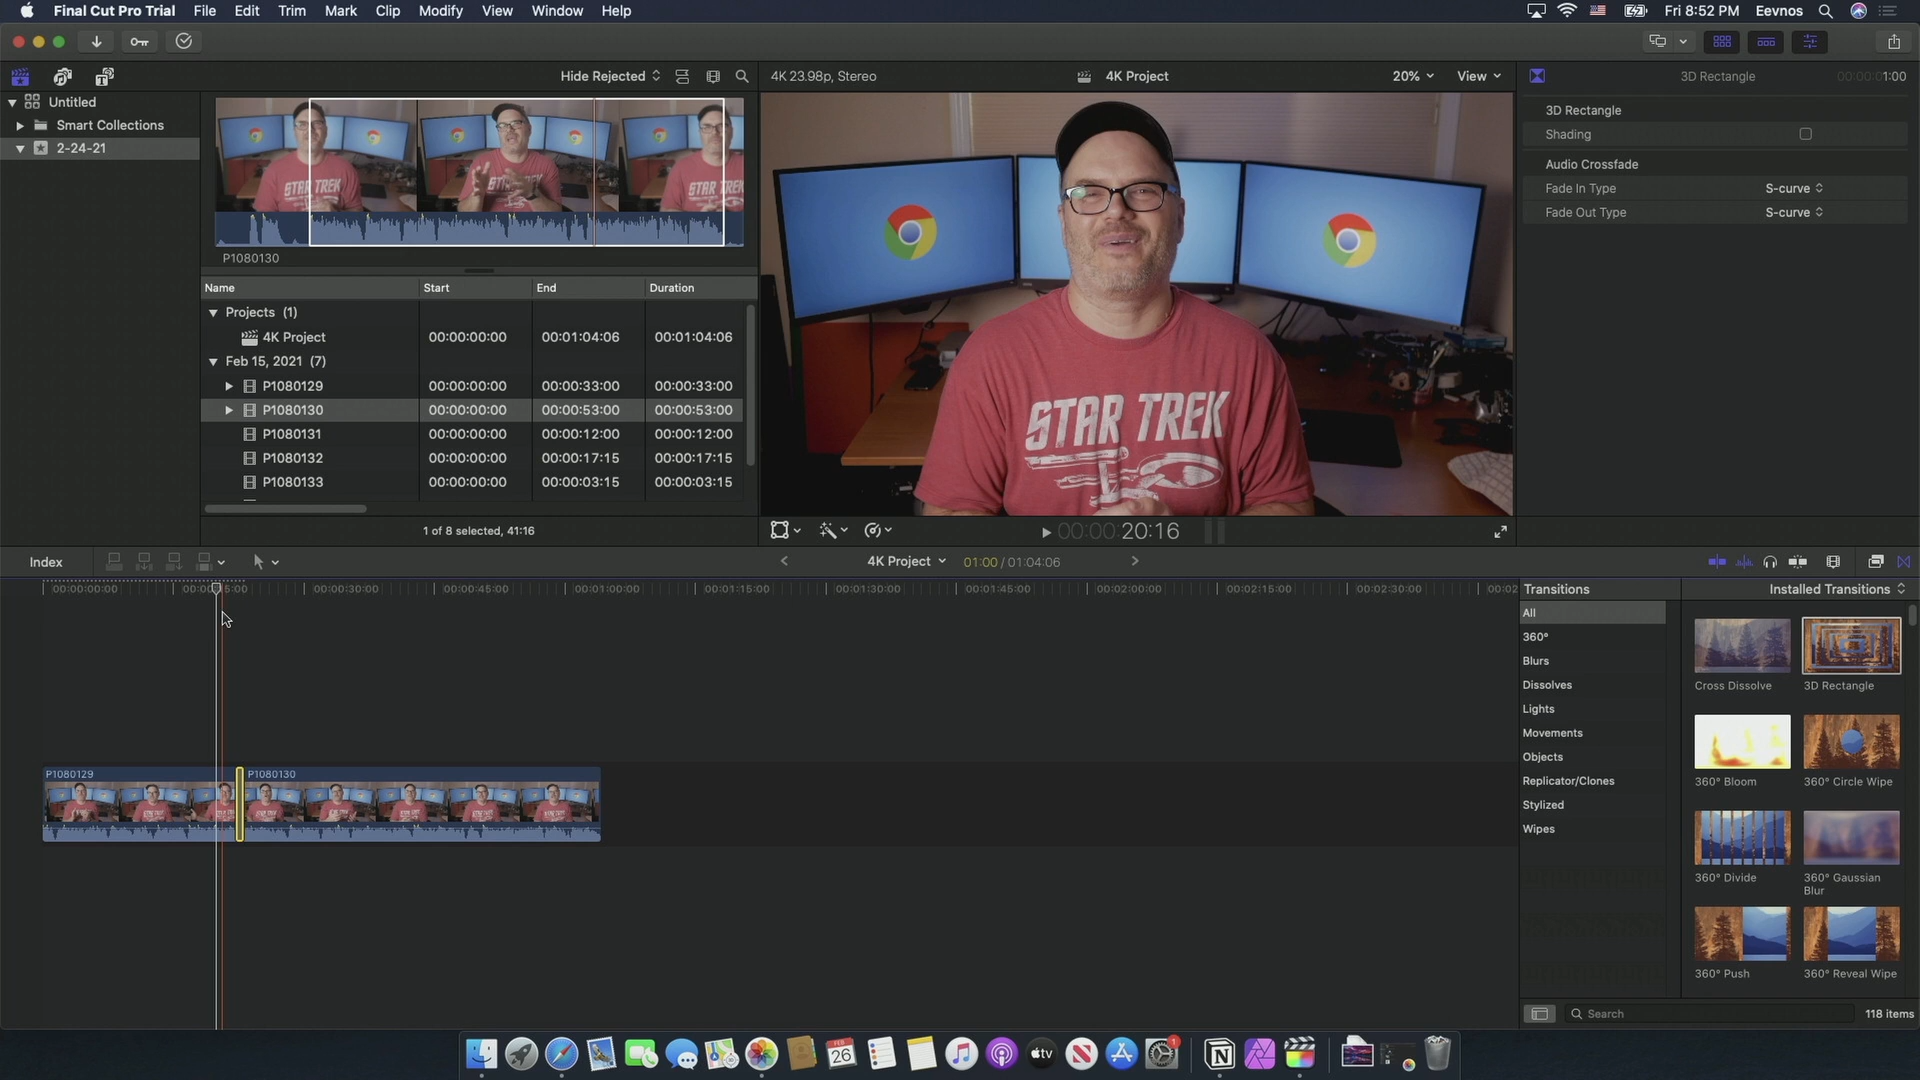 Final Cut Pro Trial File Edit Trim Mark Clip Modify View Window Help Fri 8:52 PM Eevnos
Hide Rejected
4K 23.98p, Stereo
4K Project
20%
View
3D Rectangle
00:00:01:00
Untitled
Smart Collections
2-24-21
3D Rectangle
Shading
Audio Crossfade
Fade In Type S-curve
Fade Out Type S-curve
STAR TREK
STAR TREK
P1080130
Name Start End Duration
Projects (1)
4K Project 00:00:00:00 00:01:04:06 00:01:04:06
Feb 15, 2021 (7)
P1080129 00:00:00:00 00:00:33:00 00:00:33:00
P1080130 00:00:00:00 00:00:53:00 00:00:53:00
P1080131 00:00:00:00 00:00:12:00 00:00:12:00
P1080132 00:00:00:00 00:00:17:15 00:00:17:15
P1080133 00:00:00:00 00:00:03:15 00:00:03:15
1 of 8 selected, 41:16
STAR TREK
00:00:20:16
Index
4K Project
01:00 / 01:04:06
00:00:00:00 00:00:30:00 00:00:45:00 00:01:00:00 00:01:15:00 00:01:30:00 00:01:45:00 00:02:00:00 00:02:15:00 00:02:30:00
P1080129 P1080130
Transitions
Installed Transitions
All
360°
Blurs
Dissolves
Lights
Movements
Objects
Replicator/Clones
Stylized
Wipes
Cross Dissolve
3D Rectangle
360° Bloom
360° Circle Wipe
360° Divide
360° Gaussian
Blur
360° Push
360° Reveal Wipe
Search
118 items
FEB
26
tv
1